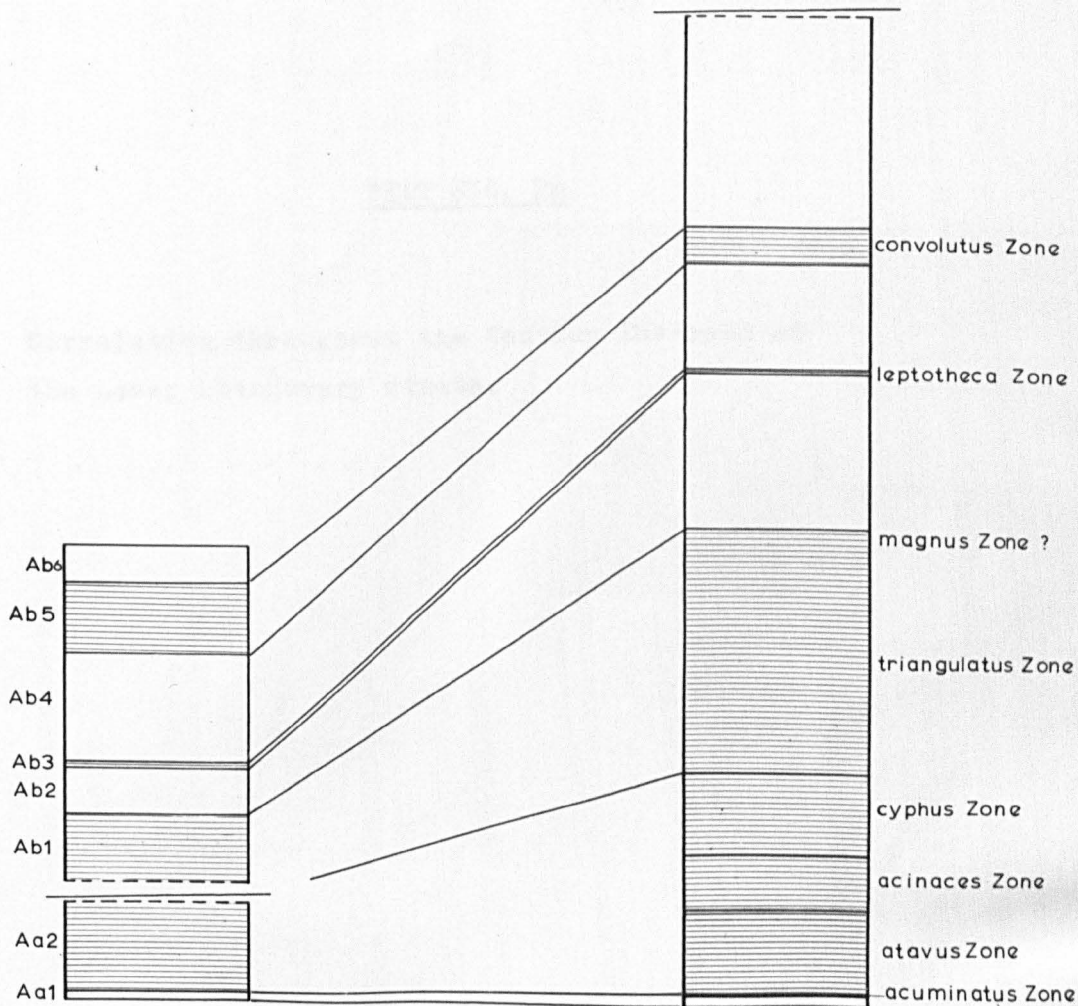 convolutus Zone
leptotheca Zone
magnus Zone ?
triangulatus Zone
cyphus Zone
acinaces Zone
atavus Zone
acuminatus Zone
Ab6
Ab5
Ab4
Ab3
Ab2
Ab1
Aa2
Aa1